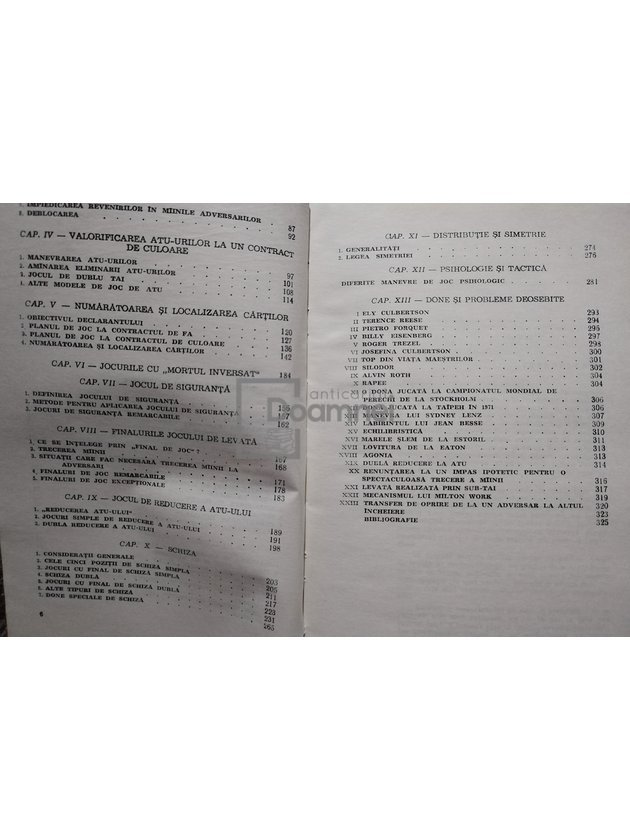 1. IMPIEDICAREA REVENIRILOR ÎN MÎINILE ADVERSARILOR
2. DEBLOCAREA 87
92
CAP. IV — VALORIFICAREA ATU-URILOR LA UN CONTRACT
DE CULOARE
1. MANEVRAREA ATU-URILOR 97
2. AMÎNAREA ELIMINĂRII ATU-URILOR 101
3. JOCUL DE DUBLU TAI 108
4. ALTE MODELE DE JOC DE ATU 114
CAP. V — NUMĂRĂTOAREA ŞI LOCALIZAREA CĂRŢILOR
1. OBIECTIVUL DECLARANTULUI 120
2. PLANUL DE JOC LA CONTRACTUL DE FA 127
3. PLANUL DE JOC LA CONTRACTUL DE CULOARE 136
4. NUMĂRĂTOAREA ŞI LOCALIZAREA CĂRŢILOR 142
CAP. VI — JOCURILE CU „MORTUL INVERSAT" 184
CAP. VII — JOCUL DE SIGURANŢĂ
1. DEFINIREA JOCULUI DE SIGURANŢĂ
2. METODE PENTRU APLICAREA JOCULUI DE SIGURANŢĂ
3. JOCURI DE SIGURANŢĂ REMARCABILE 162
CAP. VIII — FINALURILE JOCULUI DE LEVATĂ
1. CE SE ÎNŢELEGE PRIN „FINAL DE JOC"?
2. TRECEREA MÎINII 167
3. SITUAŢII CARE FAC NECESARĂ TRECEREA MÎINII LA 168
ADVERSARI
4. FINALURI DE JOC REMARCABILE 171
5. FINALURI DE JOC EXCEPŢIONALE 178
183
CAP. IX — JOCUL DE REDUCERE A ATU-ULUI
1. „REDUCEREA ATU-ULUI"
2. JOCURI SIMPLE DE REDUCERE A ATU-ULUI 189
3. DUBLA REDUCERE A ATU-ULUI 191
198
CAP. X — SCHIZA
1. CONSIDERAŢII GENERALE
2. CELE CINCI POZIŢII DE SCHIZĂ SIMPLĂ
3. JOCURI CU FINAL DE SCHIZĂ SIMPLĂ 203
4. SCHIZA DUBLĂ 205
5. JOCURI CU FINAL DE SCHIZĂ DUBLĂ 211
6. ALTE TIPURI DE SCHIZĂ 217
7. DONE SPECIALE DE SCHIZĂ 223
231
265
6
CAP. XI — DISTRIBUŢIE ŞI SIMETRIE
1. GENERALITĂŢI 274
2. LEGEA SIMETRIEI 276
CAP. XII — PSIHOLOGIE ŞI TACTICĂ
DIFERITE MANEVRE DE JOC PSIHOLOGIC 281
CAP. XIII — DONE ŞI PROBLEME DEOSEBITE
I ELY CULBERTSON 293
II TERENCE REESE 294
III PIETRO FORQUET 296
IV BILLY EISENBERG 297
V ROGER TREZEL 298
VI JOSEFINA CULBERTSON 300
VII TOP DIN VIAŢA MAEŞTRILOR 301
VIII SILODOR 302
IX ALVIN ROTH 304
X RAPEE 304
O DONĂ JUCATĂ LA CAMPIONATUL MONDIAL DE
PERECHI DE LA STOCKHOLM 306
JUCATĂ LA TAIPEH ÎN 1971 306
XIII MANEVRA LUI SYDNEY LENZ 307
XIV LABIRINTUL LUI JEAN BESSE 309
XV ECHILIBRISTICĂ 310
XVI MARELE ŞLEM DE LA ESTORIL 311
XVII LOVITURA DE LA EATON 313
XVIII AGONIA 313
XIX DUBLĂ REDUCERE LA ATU 314
XX RENUNŢAREA LA UN IMPAS IPOTETIC PENTRU O
SPECTACULOASĂ TRECERE A MÎINII 316
XXI LEVATĂ REALIZATĂ PRIN SUB-TAI 317
XXII MECANISMUL LUI MILTON WORK 319
XXIII TRANSFER DE OPRIRE DE LA UN ADVERSAR LA ALTUL 320
ÎNCHEIERE 323
BIBLIOGRAFIE 325
anticariat
Doamnei